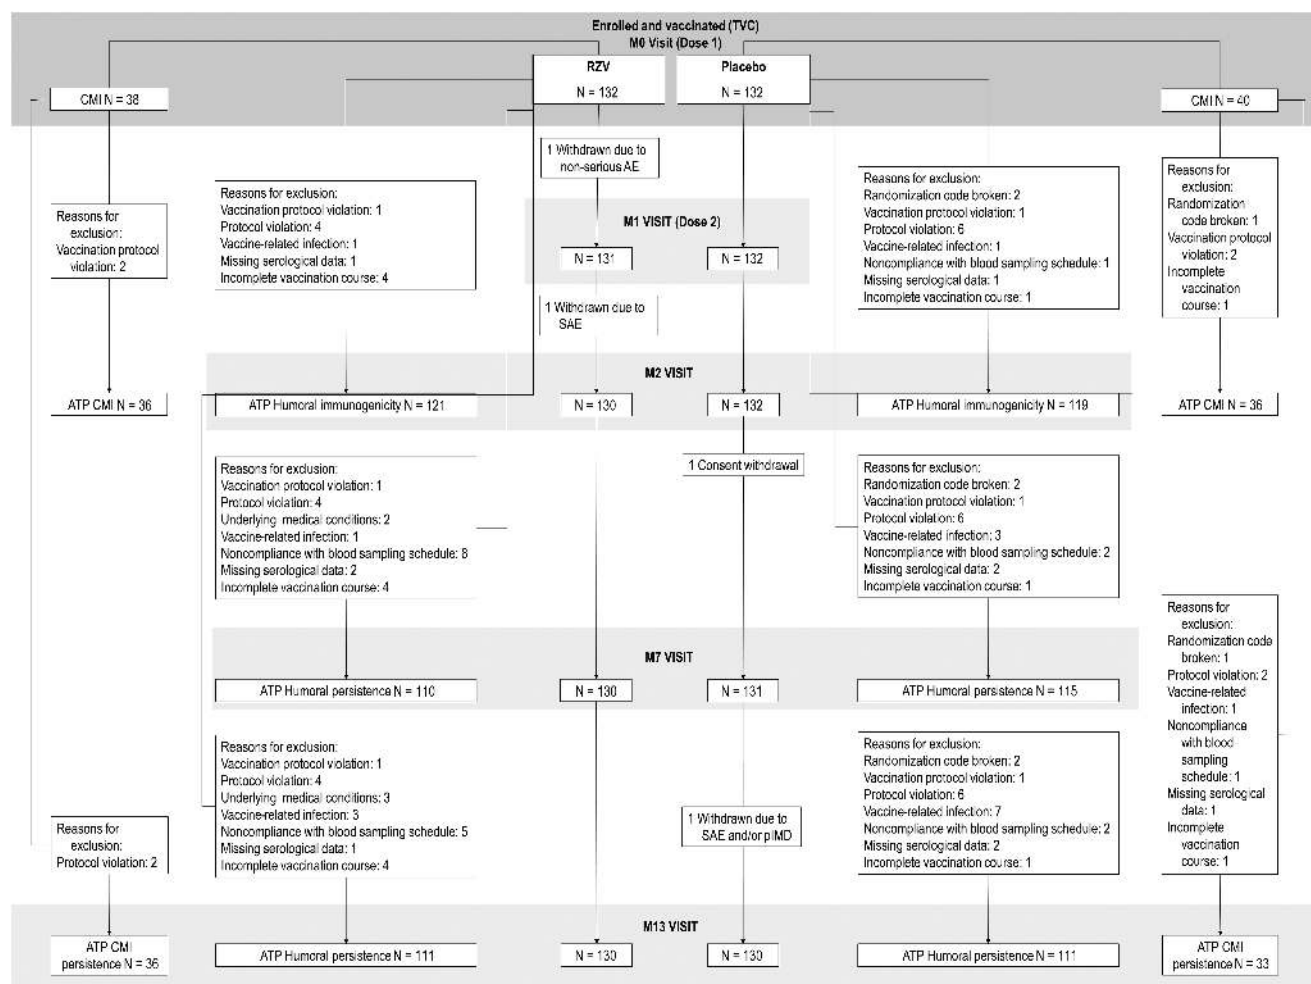 Enrolled and vaccinated (TVC)
M0 Visit (Dose 1)
RZV
N = 132
Placebo
N = 132
CMI N = 38
CMI N = 40
1 Withdrawn due to
non-serious AE
Reasons for exclusion:
Vaccination protocol violation: 1
Protocol violation: 4
Vaccine-related infection: 1
Missing serological data: 1
Incomplete vaccination course: 4
Reasons for exclusion:
Randomization code broken: 2
Vaccination protocol violation: 1
Protocol violation: 6
Vaccine-related infection: 1
Noncompliance with blood sampling schedule: 1
Missing serological data: 1
Incomplete vaccination course: 1
Reasons for
exclusion:
Randomization
code broken: 1
Vaccination protocol
violation: 2
Incomplete
vaccination
course: 1
Reasons for
exclusion:
Vaccination protocol
violation: 2
M1 VISIT (Dose 2)
N = 131
N = 132
1 Withdrawn due to
SAE
M2 VISIT
ATP CMI N = 36
ATP Humoral immunogenicity N = 121
N = 130
N = 132
ATP Humoral immunogenicity N = 119
ATP CMI N = 36
Reasons for exclusion:
Vaccination protocol violation: 1
Protocol violation: 4
Underlying medical conditions: 2
Vaccine-related infection: 1
Noncompliance with blood sampling schedule: 8
Missing serological data: 2
Incomplete vaccination course: 4
1 Consent withdrawal
Reasons for exclusion:
Randomization code broken: 2
Vaccination protocol violation: 1
Protocol violation: 6
Vaccine-related infection: 3
Noncompliance with blood sampling schedule: 2
Missing serological data: 2
Incomplete vaccination course: 1
M7 VISIT
ATP Humoral persistence N = 110
N = 130
N = 131
ATP Humoral persistence N = 115
Reasons for
exclusion:
Randomization code
broken: 1
Protocol violation: 2
Vaccine-related
infection: 1
Noncompliance
with blood
sampling
schedule: 1
Missing serological
data: 1
Incomplete
vaccination
course: 1
Reasons for exclusion:
Vaccination protocol violation: 1
Protocol violation: 4
Underlying medical conditions: 3
Vaccine-related infection: 3
Noncompliance with blood sampling schedule: 5
Missing serological data: 1
Incomplete vaccination course: 4
1 Withdrawn due to
SAE and/or pIMD
Reasons for exclusion:
Randomization code broken: 2
Vaccination protocol violation: 1
Protocol violation: 6
Vaccine-related infection: 7
Noncompliance with blood sampling schedule: 2
Missing serological data: 2
Incomplete vaccination course: 1
Reasons for
exclusion:
Protocol violation: 2
M13 VISIT
ATP CMI
persistence N = 36
ATP Humoral persistence N = 111
N = 130
N = 130
ATP Humoral persistence N = 111
ATP CMI
persistence N = 33